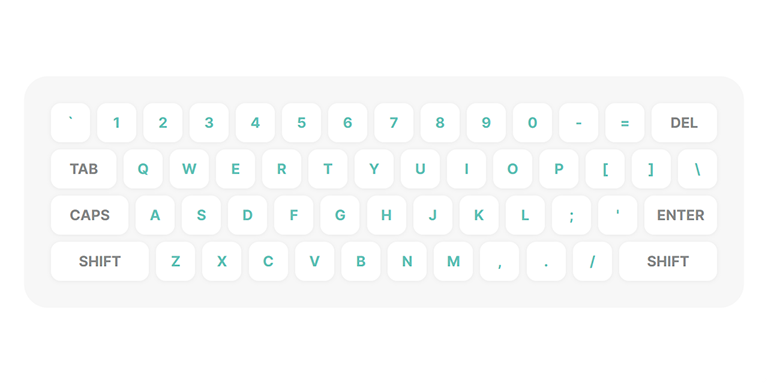 ` 1 2 3 4 5 6 7 8 9 0 - = DEL
TAB Q W E R T Y U I O P [ ] \
CAPS A S D F G H J K L ; ' ENTER
SHIFT Z X C V B N M , . / SHIFT